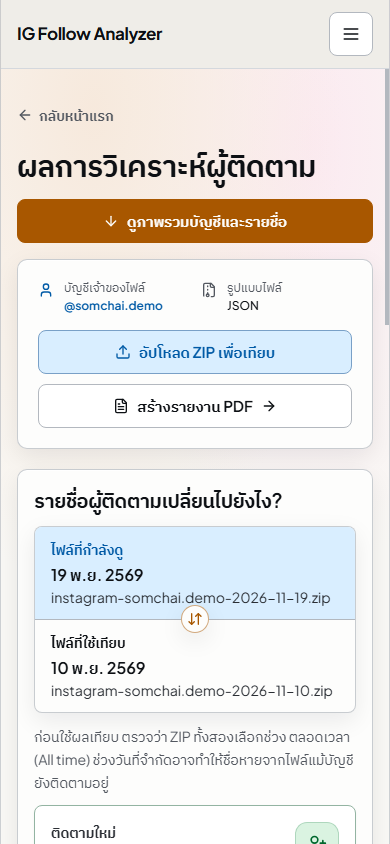 IG Follow Analyzer
← กลับหน้าแรก
ผลการวิเคราะห์ผู้ติดตาม
↓ ดูภาพรวมบัญชีและรายชื่อ
บัญชีเจ้าของไฟล์
@somchai.demo
รูปแบบไฟล์
JSON
อัปโหลด ZIP เพื่อเทียบ
สร้างรายงาน PDF →
รายชื่อผู้ติดตามเปลี่ยนไปยังไง?
ไฟล์ที่กำลังดู
19 พ.ย. 2569
instagram-somchai.demo-2026-11-19.zip
ไฟล์ที่ใช้เทียบ
10 พ.ย. 2569
instagram-somchai.demo-2026-11-10.zip
ก่อนใช้ผลเทียบ ตรวจว่า ZIP ทั้งสองเลือกช่วง ตลอดเวลา
(All time) ช่วงวันที่จำกัดอาจทำให้ชื่อหายจากไฟล์แม้บัญชี
ยังติดตามอยู่
ติดตามใหม่